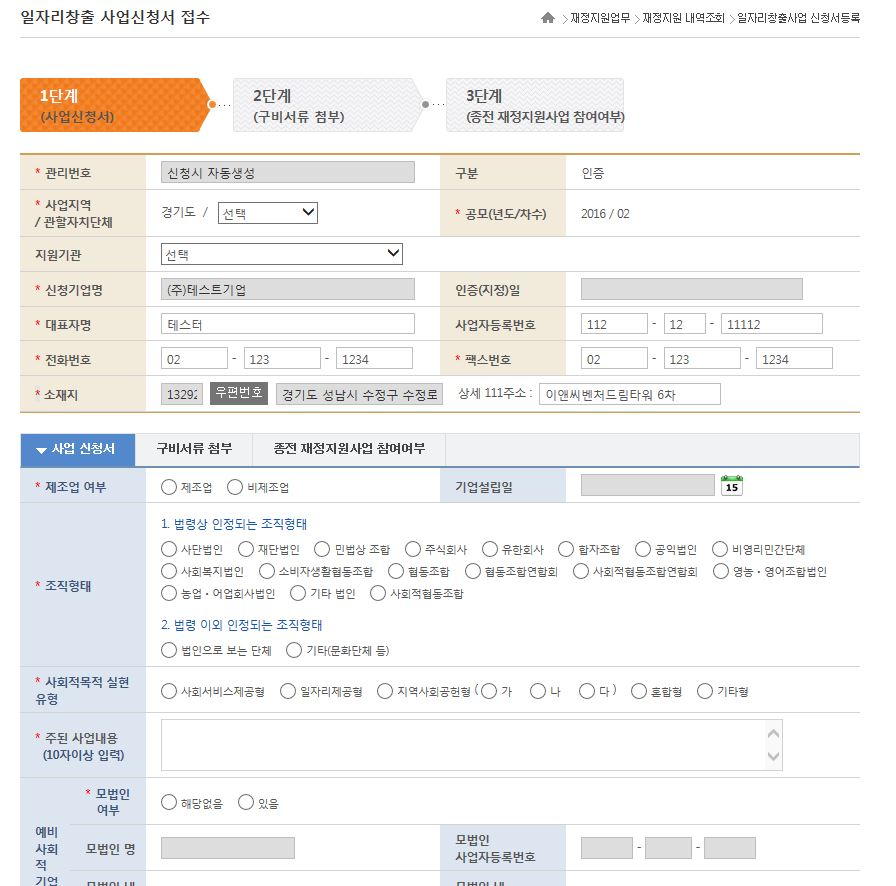 일자리창출 사업신청서 접수
재정지원업무 > 재정지원 내역조회 > 일자리창출사업 신청서등록
1단계
(사업신청서)
2단계
(구비서류 첨부)
3단계
(종전 재정지원사업 참여여부)
* 관리번호 신청시 자동생성 구분 인증
* 사업지역
/ 관할자치단체
경기도 / 선택 * 공모(년도/차수) 2016 / 02
지원기관 선택
* 신청기업명 (주)테스트기업 인증(지정)일
* 대표자명 테스터 사업자등록번호 112 - 12 - 11112
* 전화번호 02 - 123 - 1234 * 팩스번호 02 - 123 - 1234
* 소재지 1329 우편번호 경기도 성남시 수정구 수정로 상세 111주소 : 이앤씨벤처드림타워 6차
사업 신청서 구비서류 첨부 종전 재정지원사업 참여여부
* 제조업 여부 제조업 비제조업 기업설립일 15
* 조직형태
1. 법령상 인정되는 조직형태
사단법인 재단법인 민법상 조합 주식회사 유한회사 합자조합 공익법인 비영리민간단체
사회복지법인 소비자생활협동조합 협동조합 협동조합연합회 사회적협동조합연합회 영농·영어조합법인
농업·어업회사법인 기타 법인 사회적협동조합
2. 법령 이외 인정되는 조직형태
법인으로 보는 단체 기타(문화단체 등)
* 사회적목적 실현
유형
사회서비스제공형 일자리제공형 지역사회공헌형 ( 가 나 다 ) 혼합형 기타형
* 주된 사업내용
(10자이상 입력)
예비
사회
적
기업
* 모법인
여부
해당없음 있음
모법인 명
모법인
사업자등록번호
- -